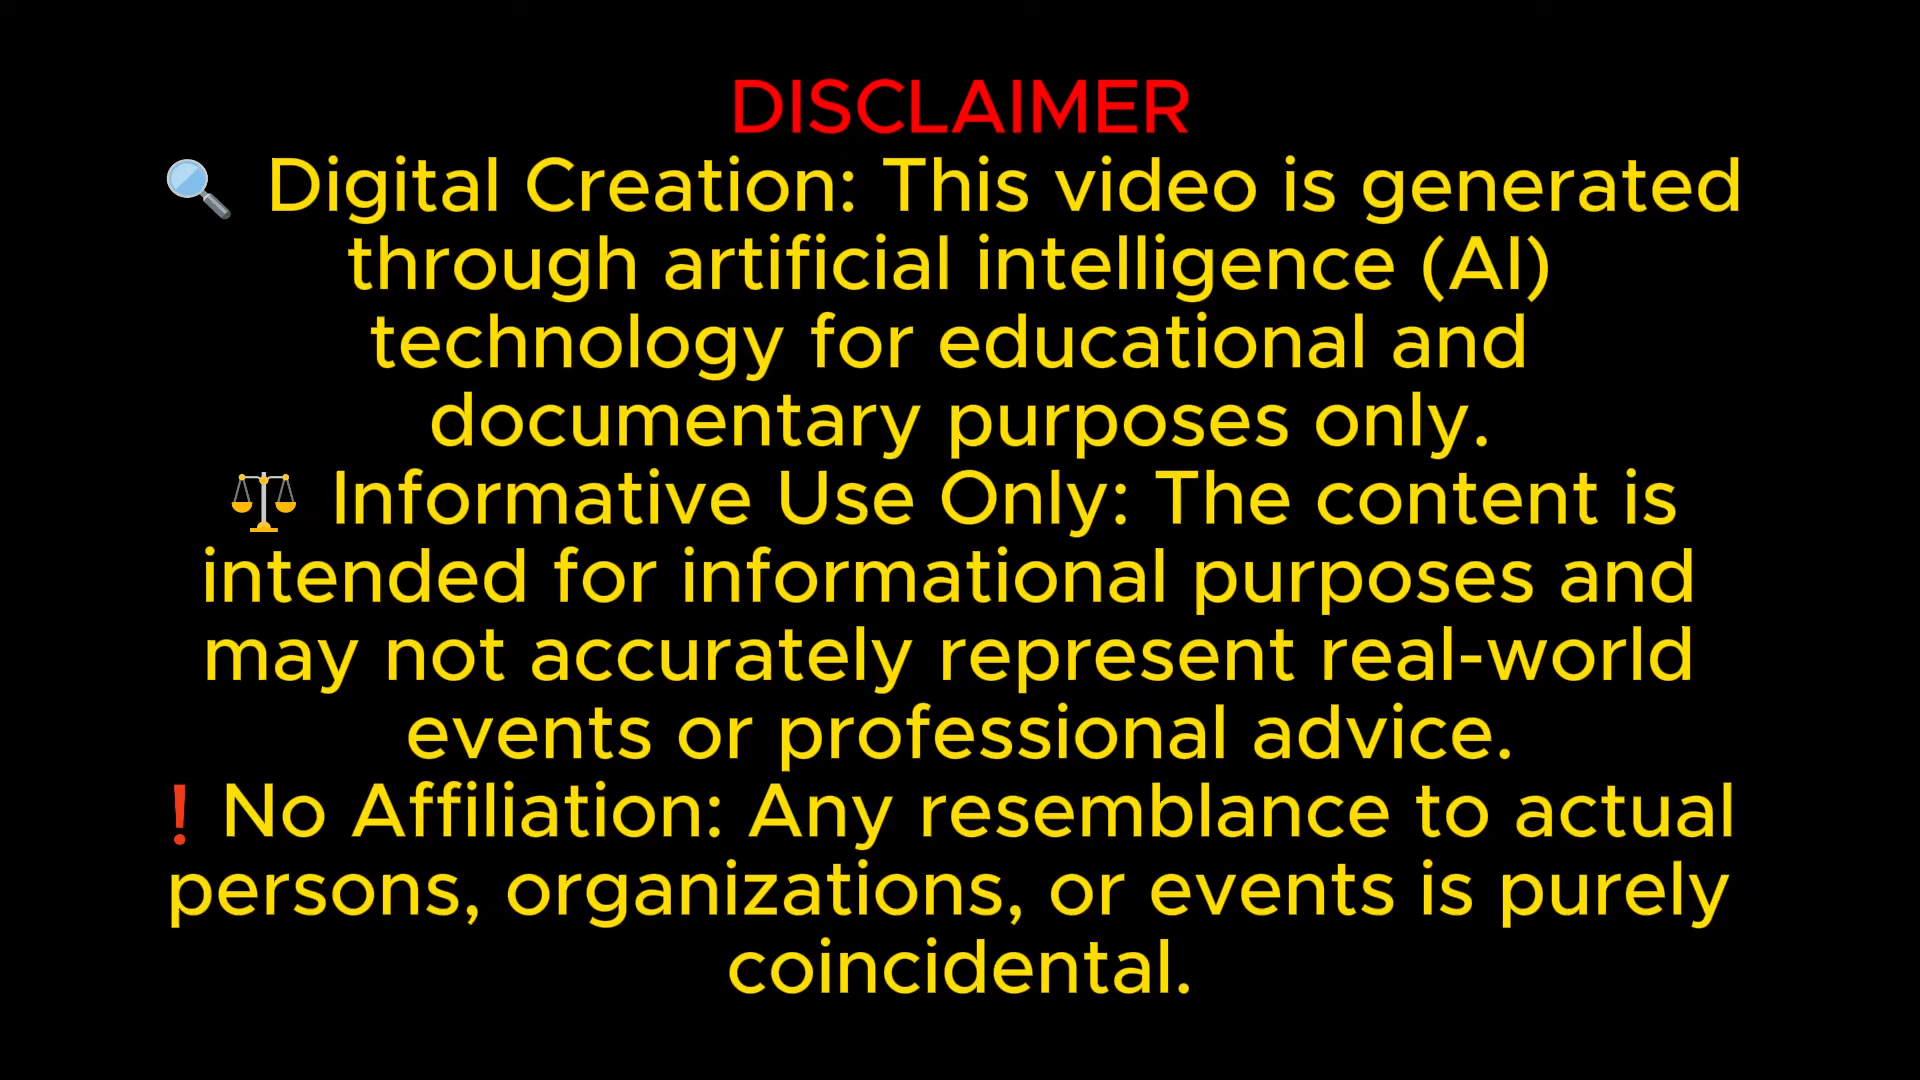 DISCLAIMER
🔍 Digital Creation: This video is generated
through artificial intelligence (AI)
technology for educational and
documentary purposes only.
⚖️ Informative Use Only: The content is
intended for informational purposes and
may not accurately represent real-world
events or professional advice.
❗ No Affiliation: Any resemblance to actual
persons, organizations, or events is purely
coincidental.